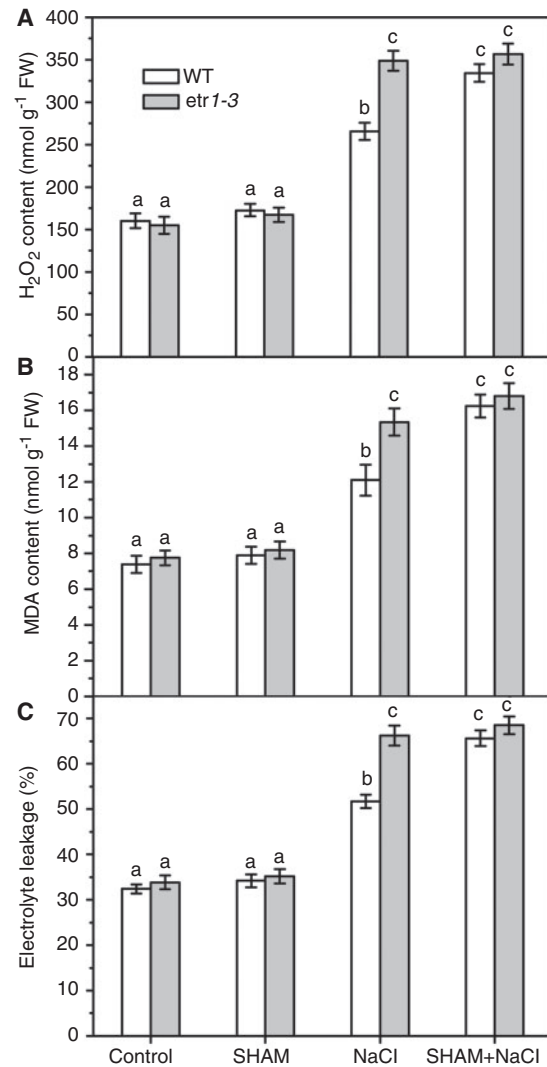 A
H2O2 content (nmol g-1 FW)
400
350
300
250
200
150
100
50
0
WT
etr1-3
a a
a a
b c
c c
B
MDA content (nmol g-1 FW)
18
16
14
12
10
8
6
4
2
0
a a
a a
b c
c c
C
Electrolyte leakage (%)
70
60
50
40
30
20
10
0
a a
a a
b c
c c
Control SHAM NaCl SHAM+NaCl